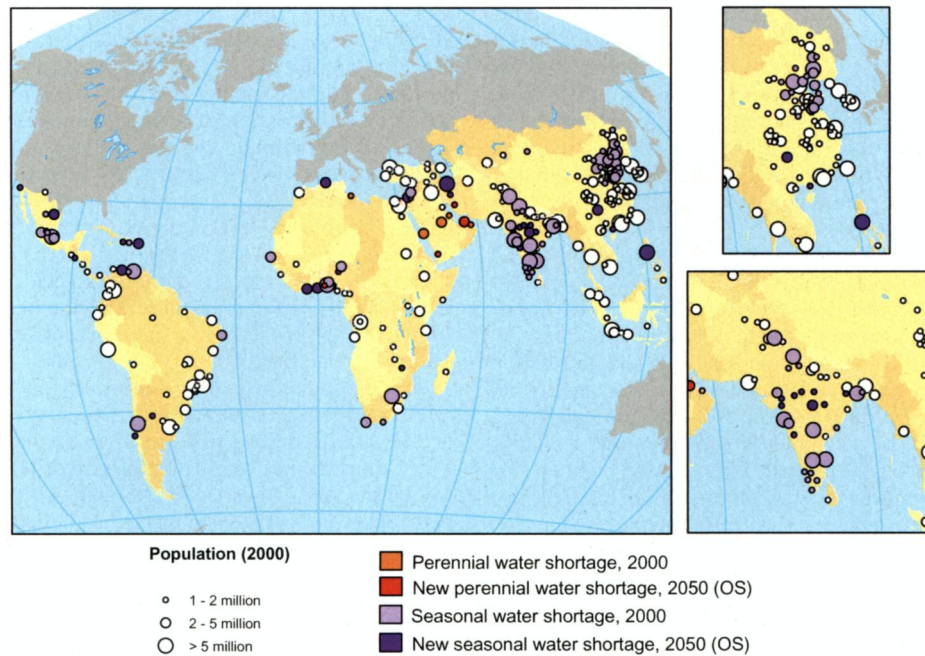 Population (2000)
1 - 2 million
2 - 5 million
> 5 million
Perennial water shortage, 2000
New perennial water shortage, 2050 (OS)
Seasonal water shortage, 2000
New seasonal water shortage, 2050 (OS)